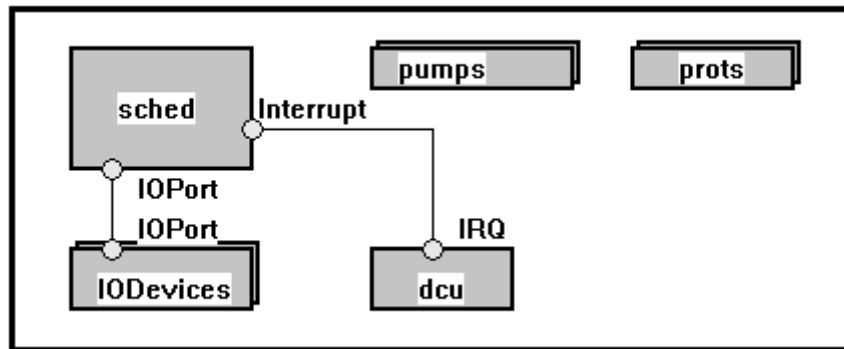 pumps
prots
sched
Interrupt
IOPort
IOPort
IRQ
IODevices
dcu